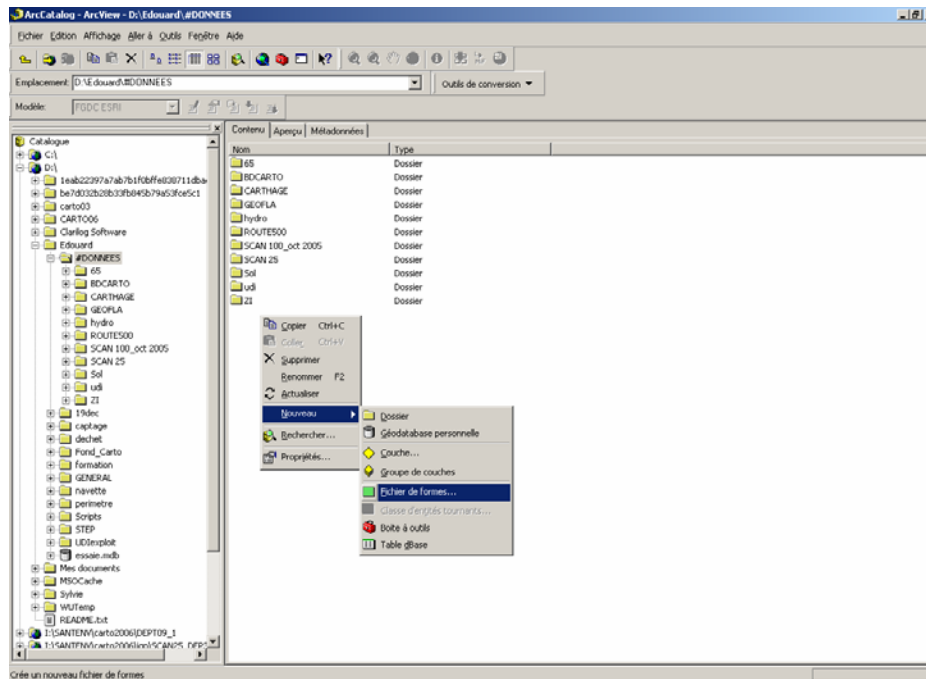 ArcCatalog - ArcView - D:\Edouard\#DONNEES
Fichier Edition Affichage Aller à Outils Fenêtre Aide
Emplacement: D:\Edouard\#DONNEES
Outils de conversion
Modèle: FGDC ESRI
Catalogue
C:\
D:\
carto03
CARTO06
Clarilog Software
Edouard
#DONNEES
65
BDCARTO
CARTHAGE
GEOFLA
hydro
ROUTE500
SCAN 100_oct 2005
SCAN 25
Sol
udi
ZI
19dec
captage
dechet
Fond_Carto
formation
GENERAL
navette
perimetre
Scripts
STEP
UDIexploit
essaie.mdb
Mes documents
MSOCache
Sylvie
WUTemp
README.txt
I:\SANTENV\carto2006\DEPT09_1
Contenu Aperçu Métadonnées
Nom Type
65 Dossier
BDCARTO Dossier
CARTHAGE Dossier
GEOFLA Dossier
hydro Dossier
ROUTE500 Dossier
SCAN 100_oct 2005 Dossier
SCAN 25 Dossier
Sol Dossier
udi Dossier
ZI Dossier
Copier Ctrl+C
Coller Ctrl+V
Supprimer
Renommer F2
Actualiser
Nouveau
Rechercher...
Propriétés...
Dossier
Géodatabase personnelle
Couche...
Groupe de couches
Fichier de formes...
Classe d'entités tournants...
Boite à outils
Table dBase
Crée un nouveau fichier de formes